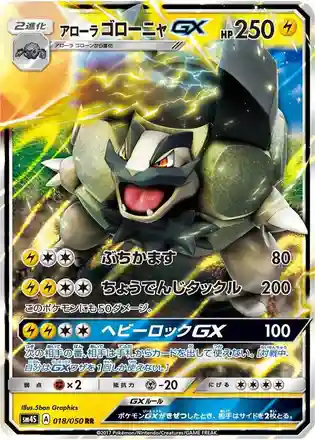 2進化
アローラ ゴローニャGX
HP 250
アローラ ゴローンから進化
ぶちかます 80
ちょうでんじタックル 200
このポケモンにも50ダメージ。
ヘビーロックGX 100
次の相手の番、相手は手札からカードを出して使えない。[対戦中、
自分はGXワザを1回しか使えない。]
弱点 ×2 抵抗力 -20 にげる
GXルール
Illus.5ban Graphics
ポケモンGXがきぜつしたとき、相手はサイドを2枚とる。
SM4S A 018/050 RR
©2017 Pokémon/Nintendo/Creatures/GAME FREAK